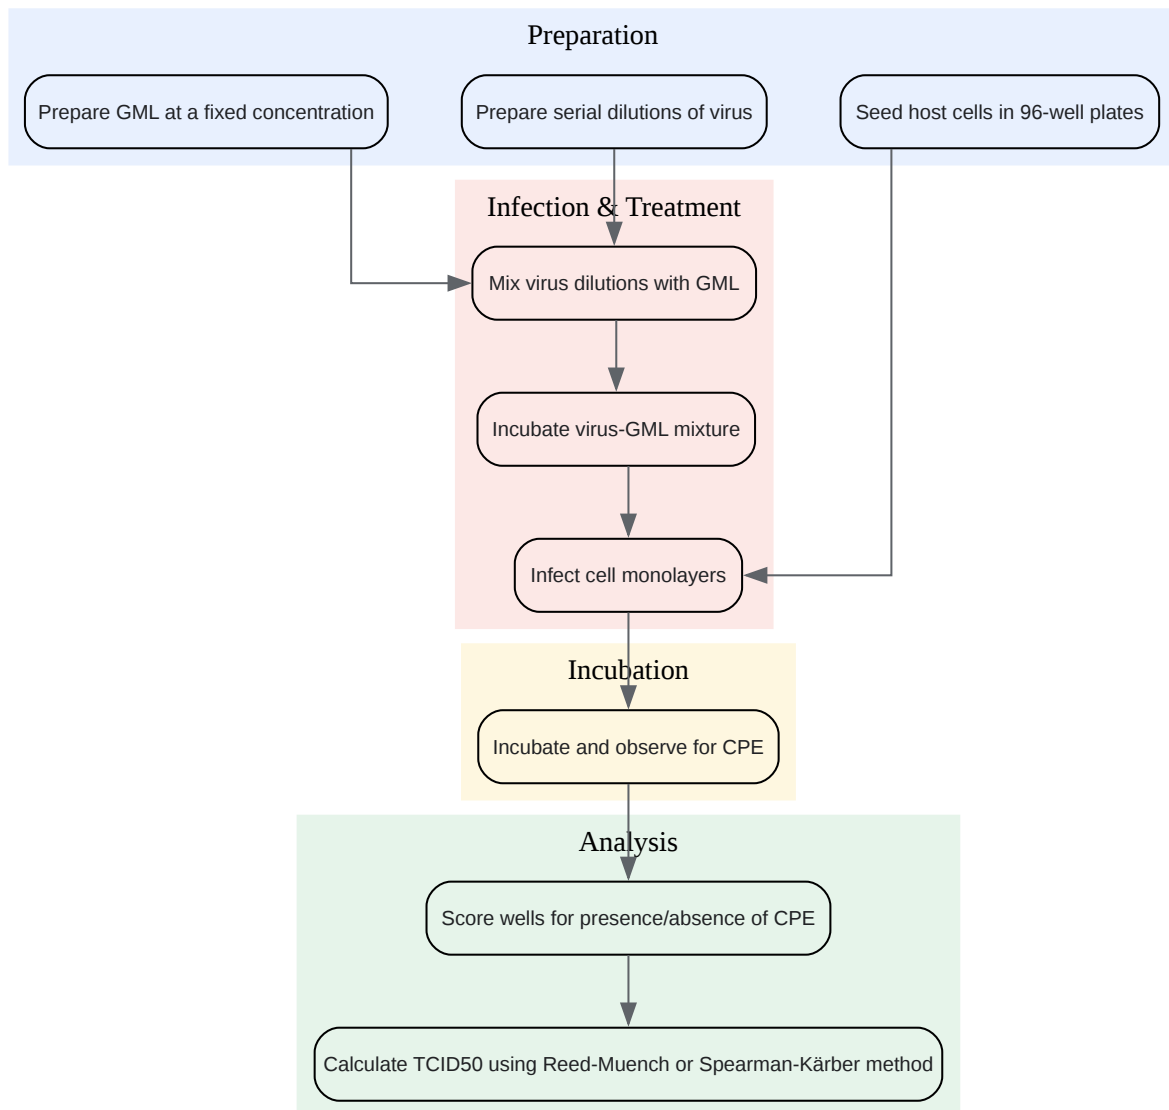 Preparation
Prepare GML at a fixed concentration
Prepare serial dilutions of virus
Seed host cells in 96-well plates
Infection & Treatment
Mix virus dilutions with GML
Incubate virus-GML mixture
Infect cell monolayers
Incubation
Incubate and observe for CPE
Analysis
Score wells for presence/absence of CPE
Calculate TCID50 using Reed-Muench or Spearman-Kärber method